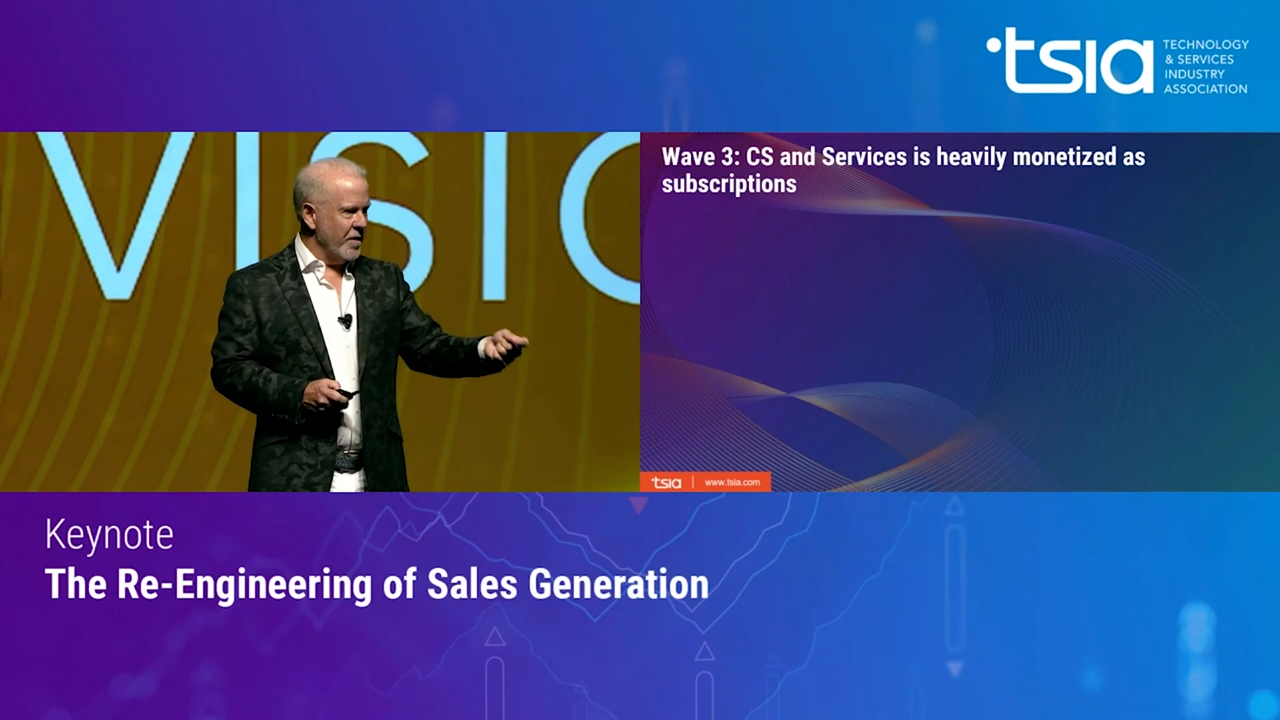 tsia
TECHNOLOGY
& SERVICES
INDUSTRY
ASSOCIATION
VISIO
Wave 3: CS and Services is heavily monetized as
subscriptions
tsia | www.tsia.com
Keynote
The Re-Engineering of Sales Generation